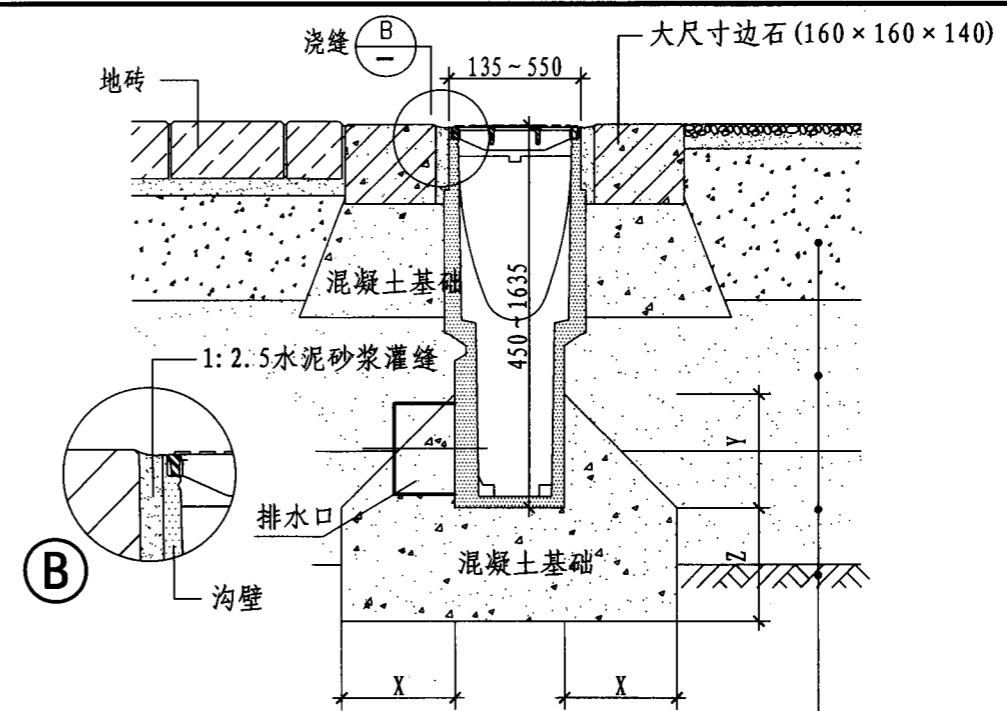 浇缝
B
大尺寸边石(160×160×140)
135~550
地砖
混凝土基础
450~1635
1:2.5水泥砂浆灌缝
Y
排水口
混凝土基础
Z
B
沟壁
X
X